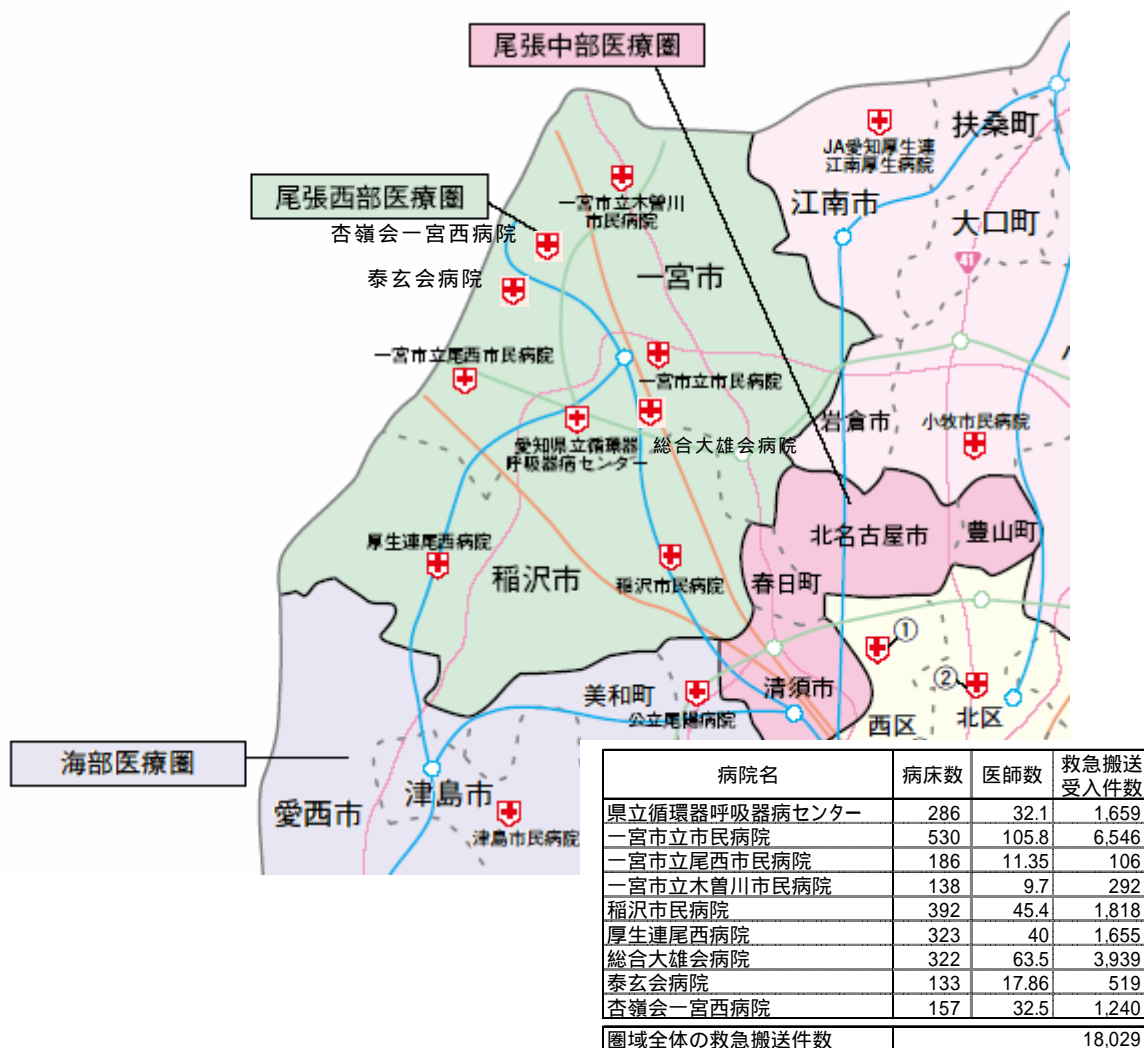 尾張中部医療圏
扶桑町
JA愛知厚生連
江南厚生病院
尾張西部医療圏
一宮市立木曽川
市民病院
江南市
大口町
杏嶺会一宮西病院
41
泰玄会病院
一宮市
一宮市立尾西市民病院
一宮市立市民病院
岩倉市
小牧市民病院
愛知県立循環器
呼吸器病センター
総合大雄会病院
北名古屋市
豊山町
厚生連尾西病院
稲沢市
稲沢市民病院
春日町
①
②
美和町
清須市
公立尾陽病院
西区
北区
海部医療圏
愛西市
津島市
津島市民病院
病院名 病床数 医師数 救急搬送
受入件数
県立循環器呼吸器病センター 286 32.1 1,659
一宮市立市民病院 530 105.8 6,546
一宮市立尾西市民病院 186 11.35 106
一宮市立木曽川市民病院 138 9.7 292
稲沢市民病院 392 45.4 1,818
厚生連尾西病院 323 40 1,655
総合大雄会病院 322 63.5 3,939
泰玄会病院 133 17.86 519
杏嶺会一宮西病院 157 32.5 1,240
圏域全体の救急搬送件数 18,029